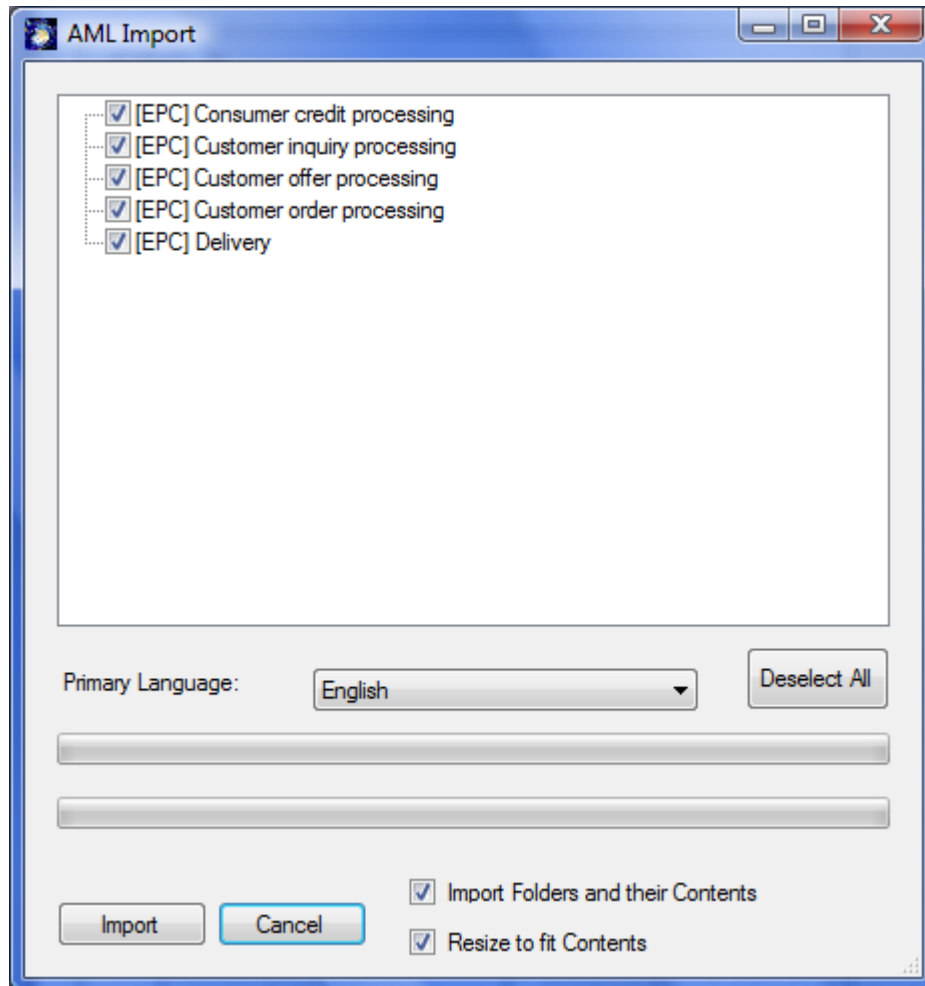 AML Import
[EPC] Consumer credit processing
[EPC] Customer inquiry processing
[EPC] Customer offer processing
[EPC] Customer order processing
[EPC] Delivery
Primary Language:
English
Deselect All
Import Folders and their Contents
Import
Cancel
Resize to fit Contents